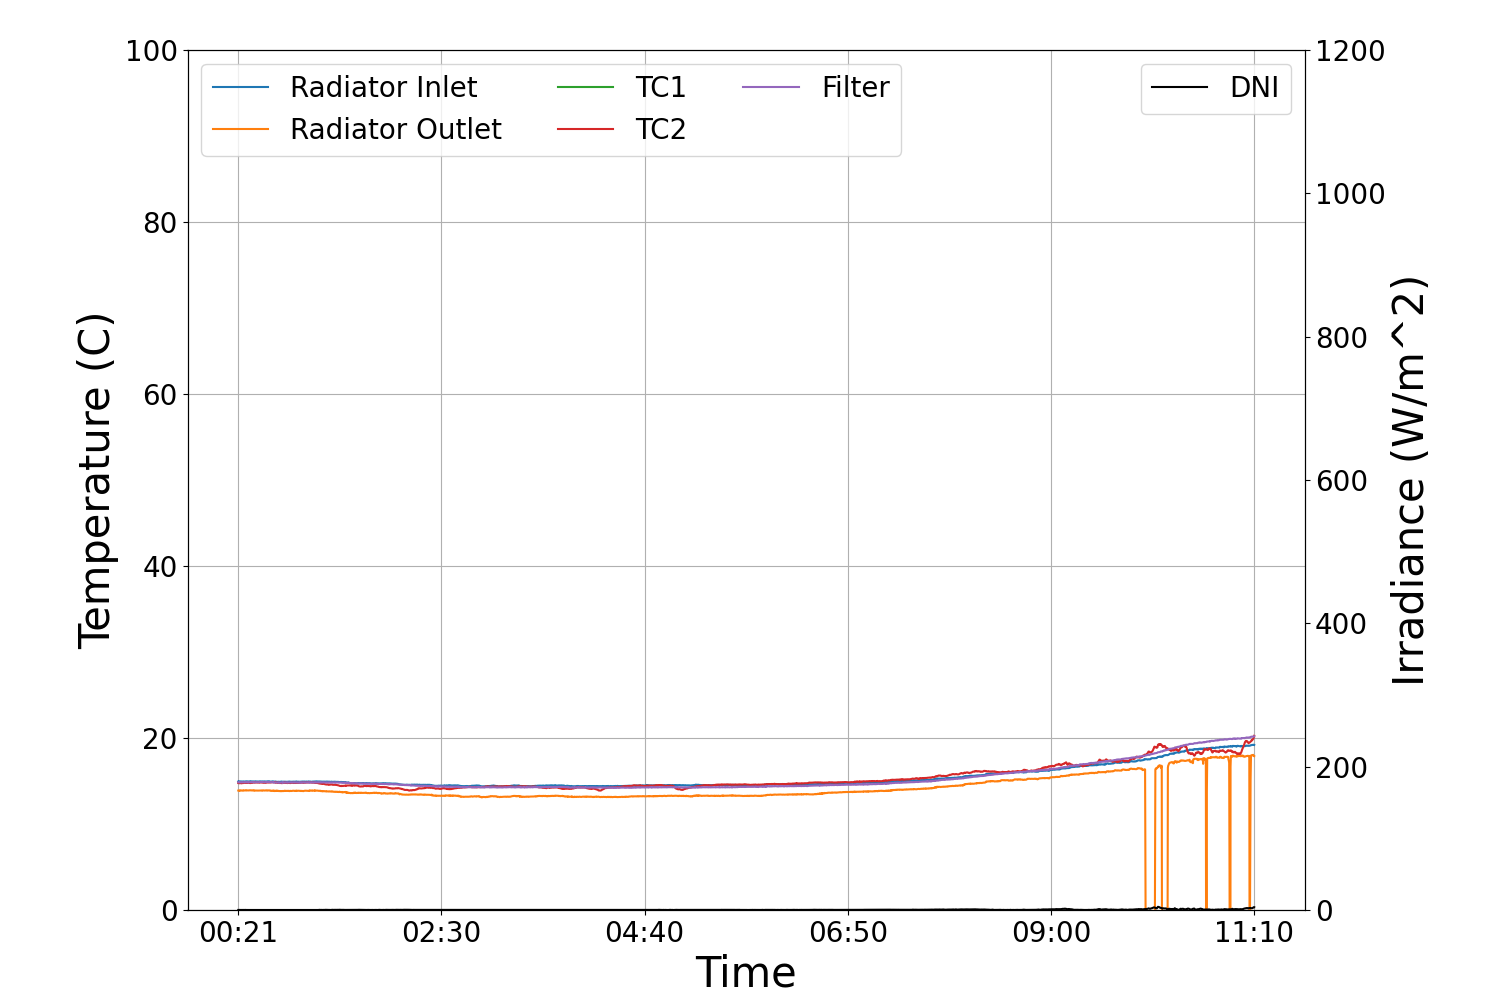 100
80
60
40
20
0
Temperature (C)
Radiator Inlet
Radiator Outlet
TC1
TC2
Filter
DNI
1200
1000
800
600
400
200
0
Irradiance (W/m^2)
00:21 02:30 04:40 06:50 09:00 11:10
Time